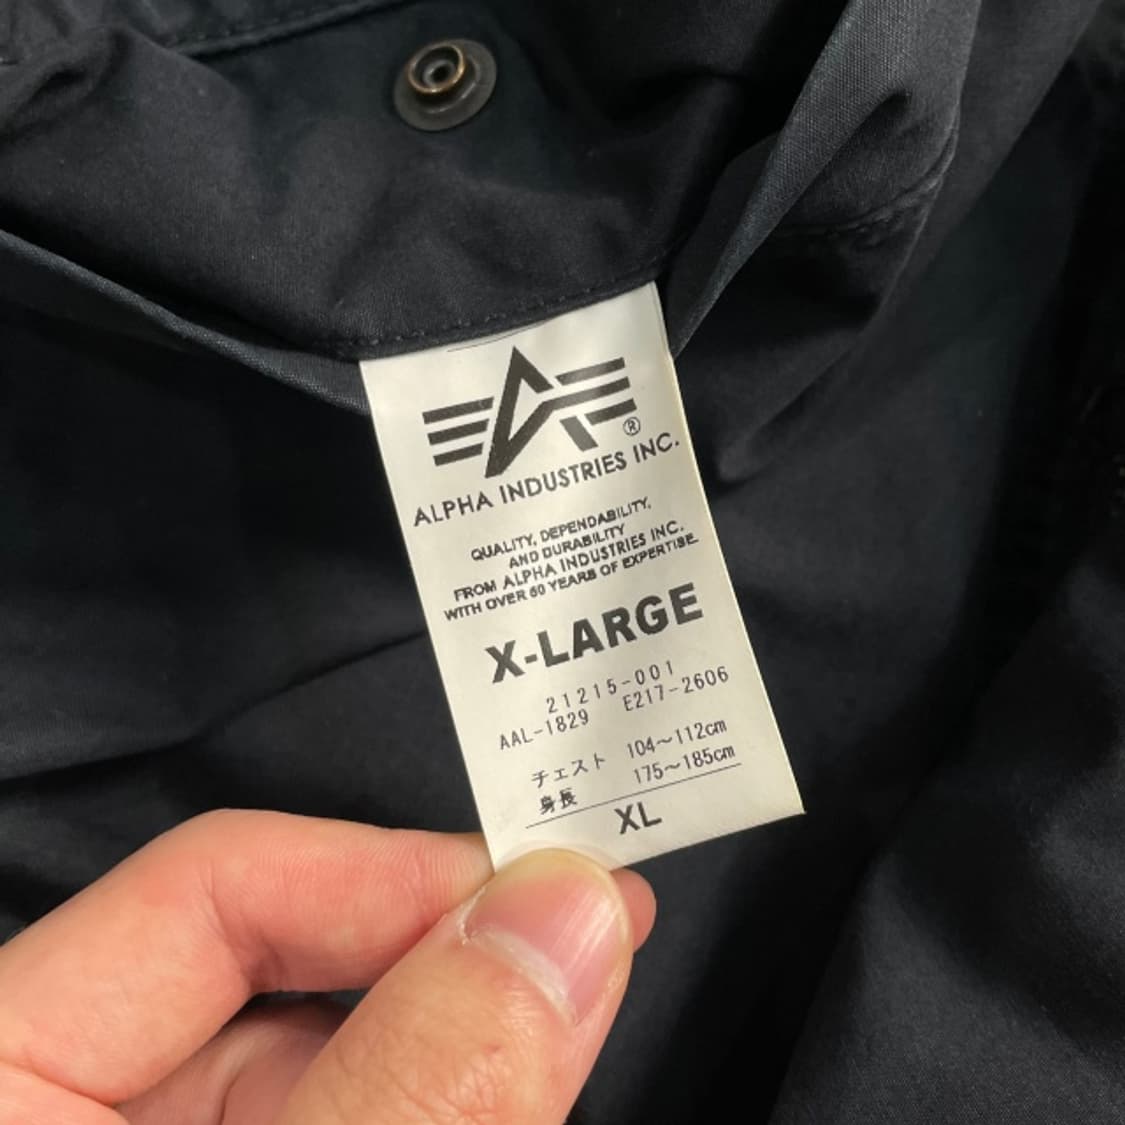 ®
ALPHA INDUSTRIES INC.
QUALITY, DEPENDABILITY,
AND DURABILITY
FROM ALPHA INDUSTRIES INC.
WITH OVER 60 YEARS OF EXPERTISE.
X-LARGE
21215-001
AAL-1829 E217-2606
チェスト 104〜112cm
身長 175〜185cm
XL